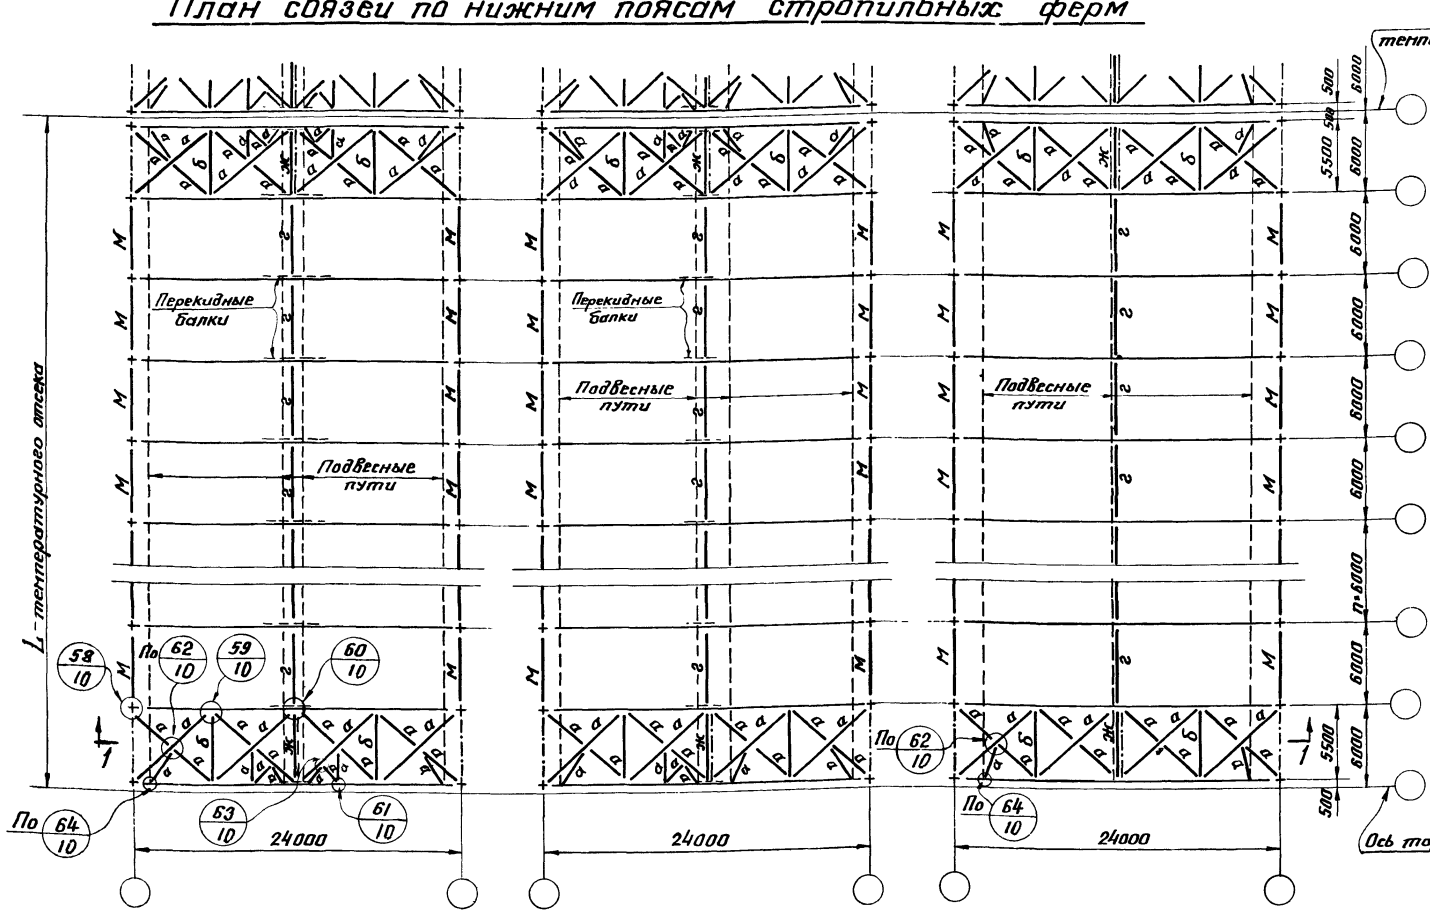 План связей по нижним поясам стропильных ферм
500
6000
500
5500
6000
а а б а а ж а а б а а
а а б а а ж а а б а а
а а б а а ж а а б а а
М г М
М г М
М г М
6000
Перекидные
балки
Перекидные
балки
М г М
М г М
М г М
6000
Подвесные
пути
Подвесные
пути
М г М
М г М
М г М
6000
Подвесные
пути
М г М
М г М
М г М
6000
L - температурного отсека
n×6000
58
10
По 62
10
59
10
60
10
М г М
М г М
М г М
6000
1
а а б а а ж а а б а а
а а б а а ж а а б а а
По 62
10
а а б а а ж а а б а а
1
5500
6000
500
По 64
10
63
10
61
10
По 64
10
24000
24000
24000